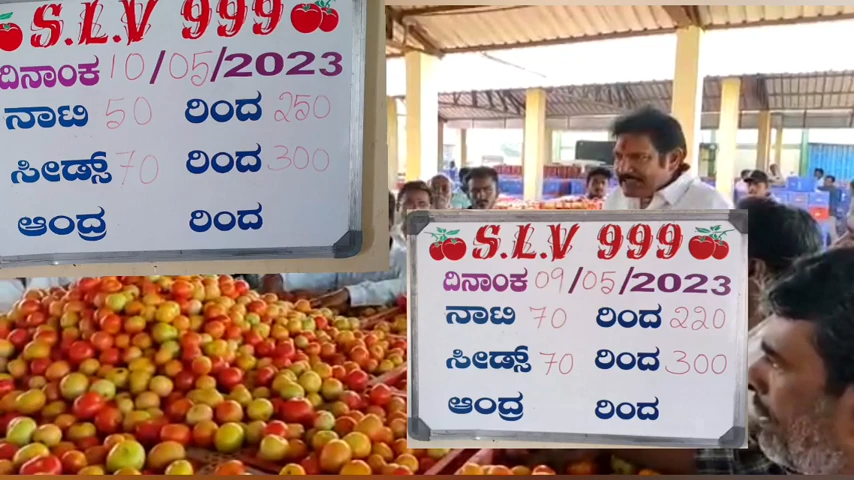 S.L.V 999
ದಿನಾಂಕ 10/05/2023
ನಾಟಿ 50 ರಿಂದ 250
ಸೀಡ್ಸ್ 70 ರಿಂದ 300
ಆಂದ್ರ ರಿಂದ
S.L.V 999
ದಿನಾಂಕ 09/05/2023
ನಾಟಿ 70 ರಿಂದ 220
ಸೀಡ್ಸ್ 70 ರಿಂದ 300
ಆಂದ್ರ ರಿಂದ